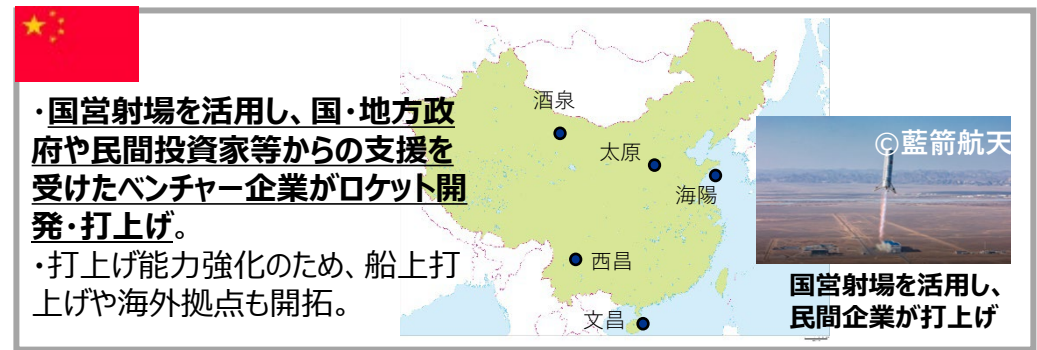 ・国営射場を活用し、国・地方政
府や民間投資家等からの支援を
受けたベンチャー企業がロケット開
発・打上げ。
・打上げ能力強化のため、船上打
上げや海外拠点も開拓。
酒泉
太原
海陽
西昌
文昌
©藍箭航天
国営射場を活用し、
民間企業が打上げ